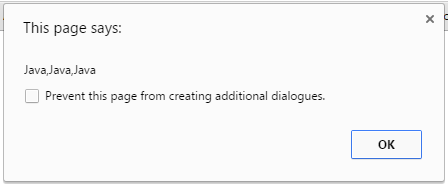 This page says:
Java,Java,Java
Prevent this page from creating additional dialogues.
OK